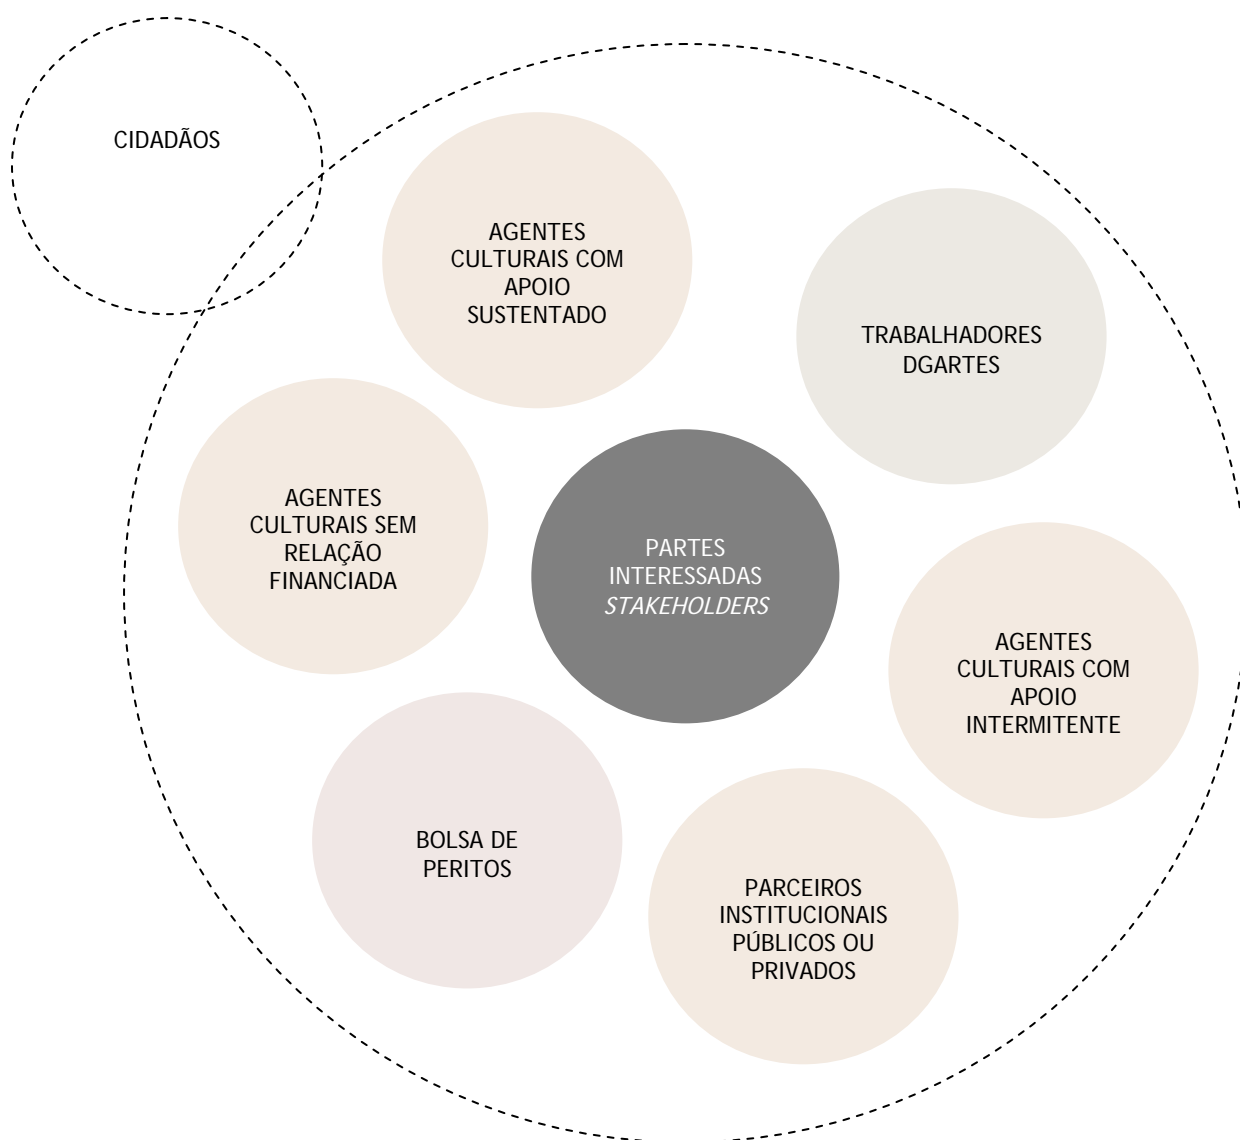 CIDADÃOS
AGENTES
CULTURAIS COM
APOIO
SUSTENTADO
TRABALHADORES
DGARTES
AGENTES
CULTURAIS SEM
RELAÇÃO
FINANCIADA
PARTES
INTERESSADAS
STAKEHOLDERS
AGENTES
CULTURAIS COM
APOIO
INTERMITENTE
BOLSA DE
PERITOS
PARCEIROS
INSTITUCIONAIS
PÚBLICOS OU
PRIVADOS